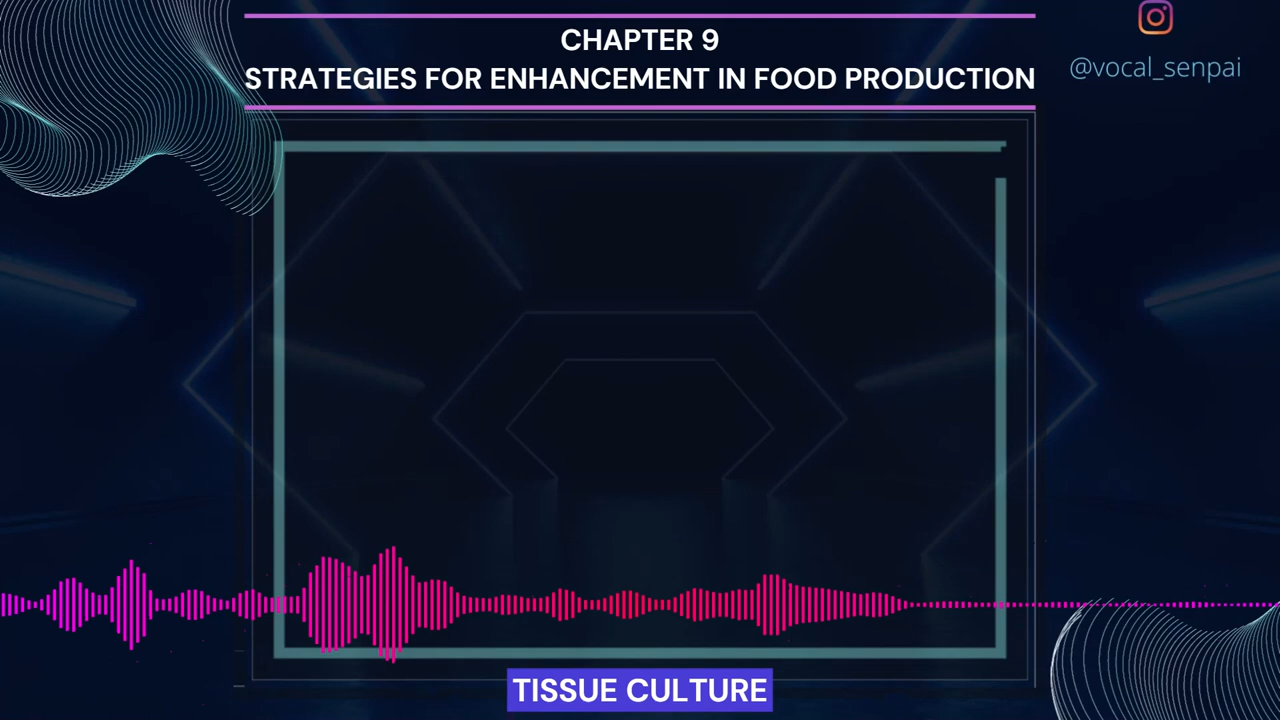 CHAPTER 9
STRATEGIES FOR ENHANCEMENT IN FOOD PRODUCTION
@vocal_senpai
TISSUE CULTURE